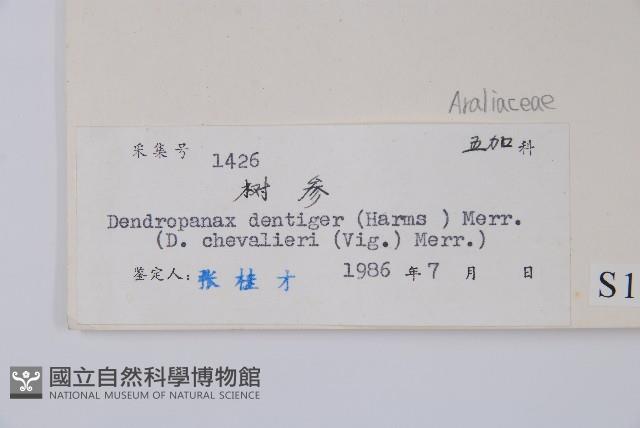 Araliaceae
采集号 1426 五加科
树参
Dendropanax dentiger (Harms ) Merr.
(D. chevalieri (Vig.) Merr.)
鉴定人: 张桂才 1986 年 7 月 日
S1
國立自然科學博物館
NATIONAL MUSEUM OF NATURAL SCIENCE